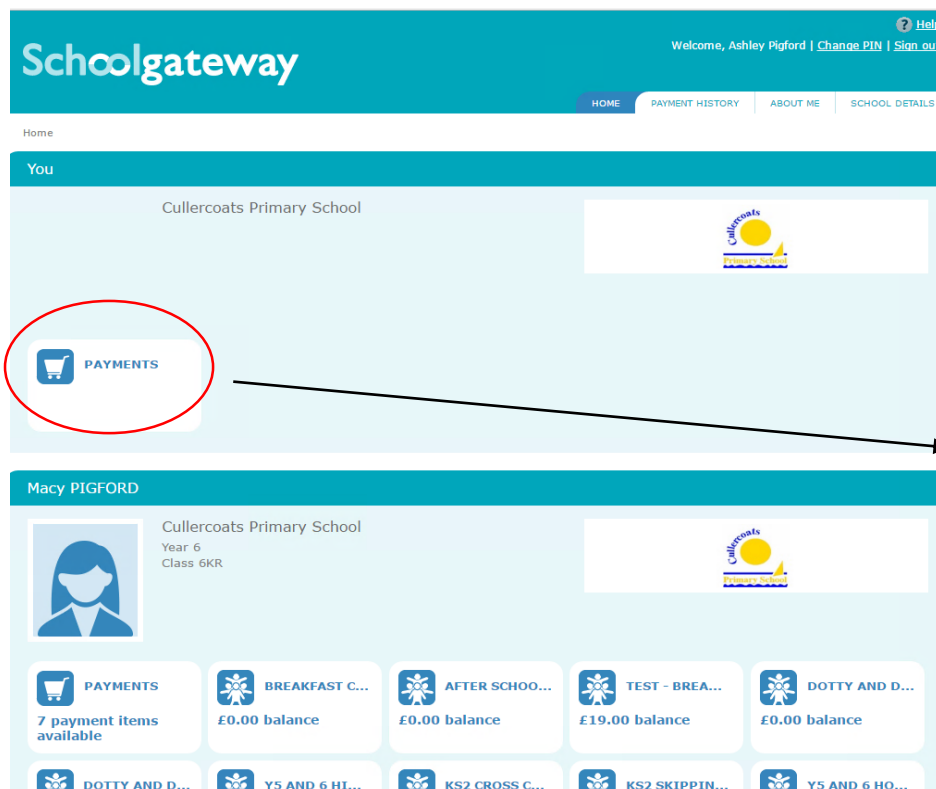 ? Help
Welcome, Ashley Pigford | Change PIN | Sign ou
Schoolgateway
HOME PAYMENT HISTORY ABOUT ME SCHOOL DETAILS
Home
You
Cullercoats Primary School
Cullercoats
Primary School
PAYMENTS
Macy PIGFORD
Cullercoats Primary School
Year 6
Class 6KR
Cullercoats
Primary School
PAYMENTS
7 payment items
available
BREAKFAST C...
£0.00 balance
AFTER SCHOO...
£0.00 balance
TEST - BREA...
£19.00 balance
DOTTY AND D...
£0.00 balance
DOTTY AND D...
Y5 AND 6 HI...
KS2 CROSS C...
KS2 SKIPPIN...
Y5 AND 6 HO...